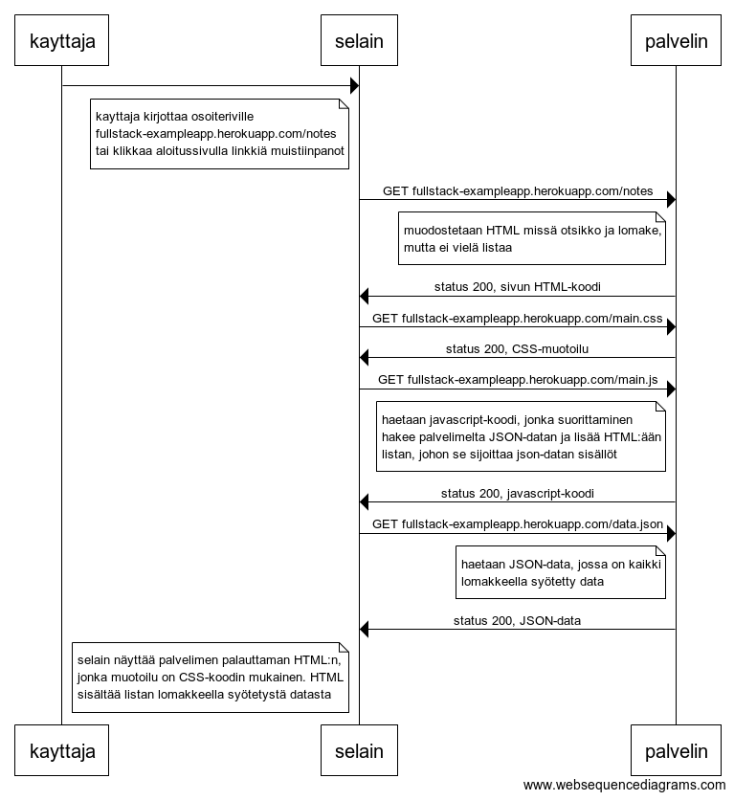 kayttaja
selain
palvelin
kayttaja kirjottaa osoiteriville
fullstack-exampleapp.herokuapp.com/notes
tai klikkaa aloitussivulla linkkiä muistiinpanot
GET fullstack-exampleapp.herokuapp.com/notes
muodostetaan HTML missä otsikko ja lomake,
mutta ei vielä listaa
status 200, sivun HTML-koodi
GET fullstack-exampleapp.herokuapp.com/main.css
status 200, CSS-muotoilu
GET fullstack-exampleapp.herokuapp.com/main.js
haetaan javascript-koodi, jonka suorittaminen
hakee palvelimelta JSON-datan ja lisää HTML:ään
listan, johon se sijoittaa json-datan sisällöt
status 200, javascript-koodi
GET fullstack-exampleapp.herokuapp.com/data.json
haetaan JSON-data, jossa on kaikki
lomakkeella syötetty data
status 200, JSON-data
selain näyttää palvelimen palauttaman HTML:n,
jonka muotoilu on CSS-koodin mukainen. HTML
sisältää listan lomakkeella syötetystä datasta
kayttaja
selain
palvelin
www.websequencediagrams.com